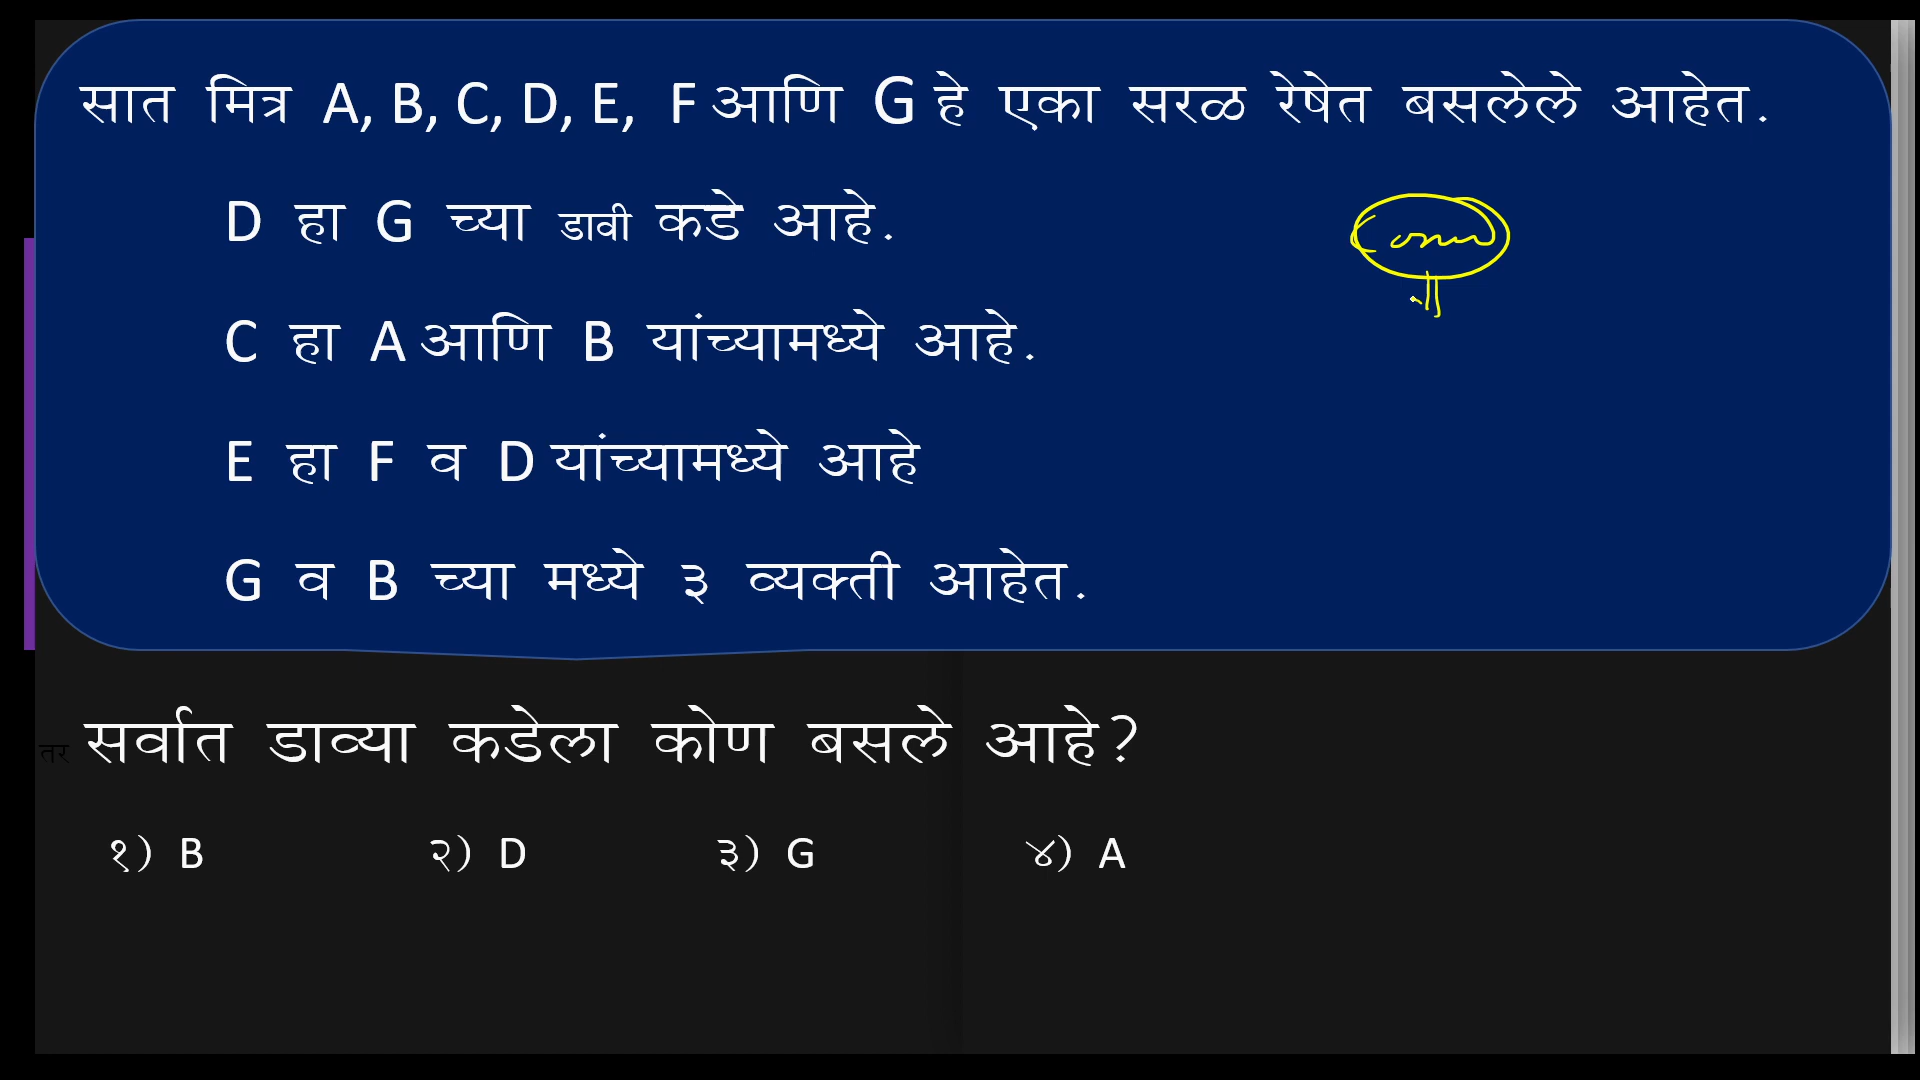 सात मित्र A, B, C, D, E, F आणि G हे एका सरळ रेषेत बसलेले आहेत.
D हा G च्या डावी कडे आहे.
C हा A आणि B यांच्यामध्ये आहे.
E हा F व D यांच्यामध्ये आहे
G व B च्या मध्ये ३ व्यक्ती आहेत.
तर सर्वात डाव्या कडेला कोण बसले आहे?
१) B २) D ३) G ४) A